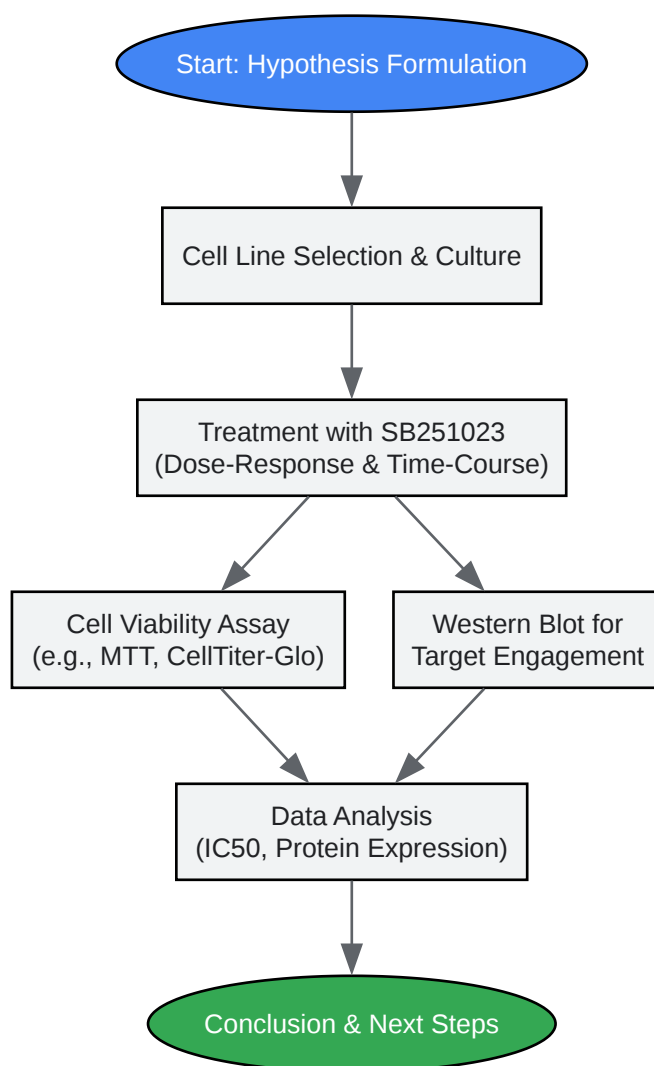 Start: Hypothesis Formulation
Cell Line Selection & Culture
Treatment with SB251023
(Dose-Response & Time-Course)
Cell Viability Assay
(e.g., MTT, CellTiter-Glo)
Western Blot for
Target Engagement
Data Analysis
(IC50, Protein Expression)
Conclusion & Next Steps